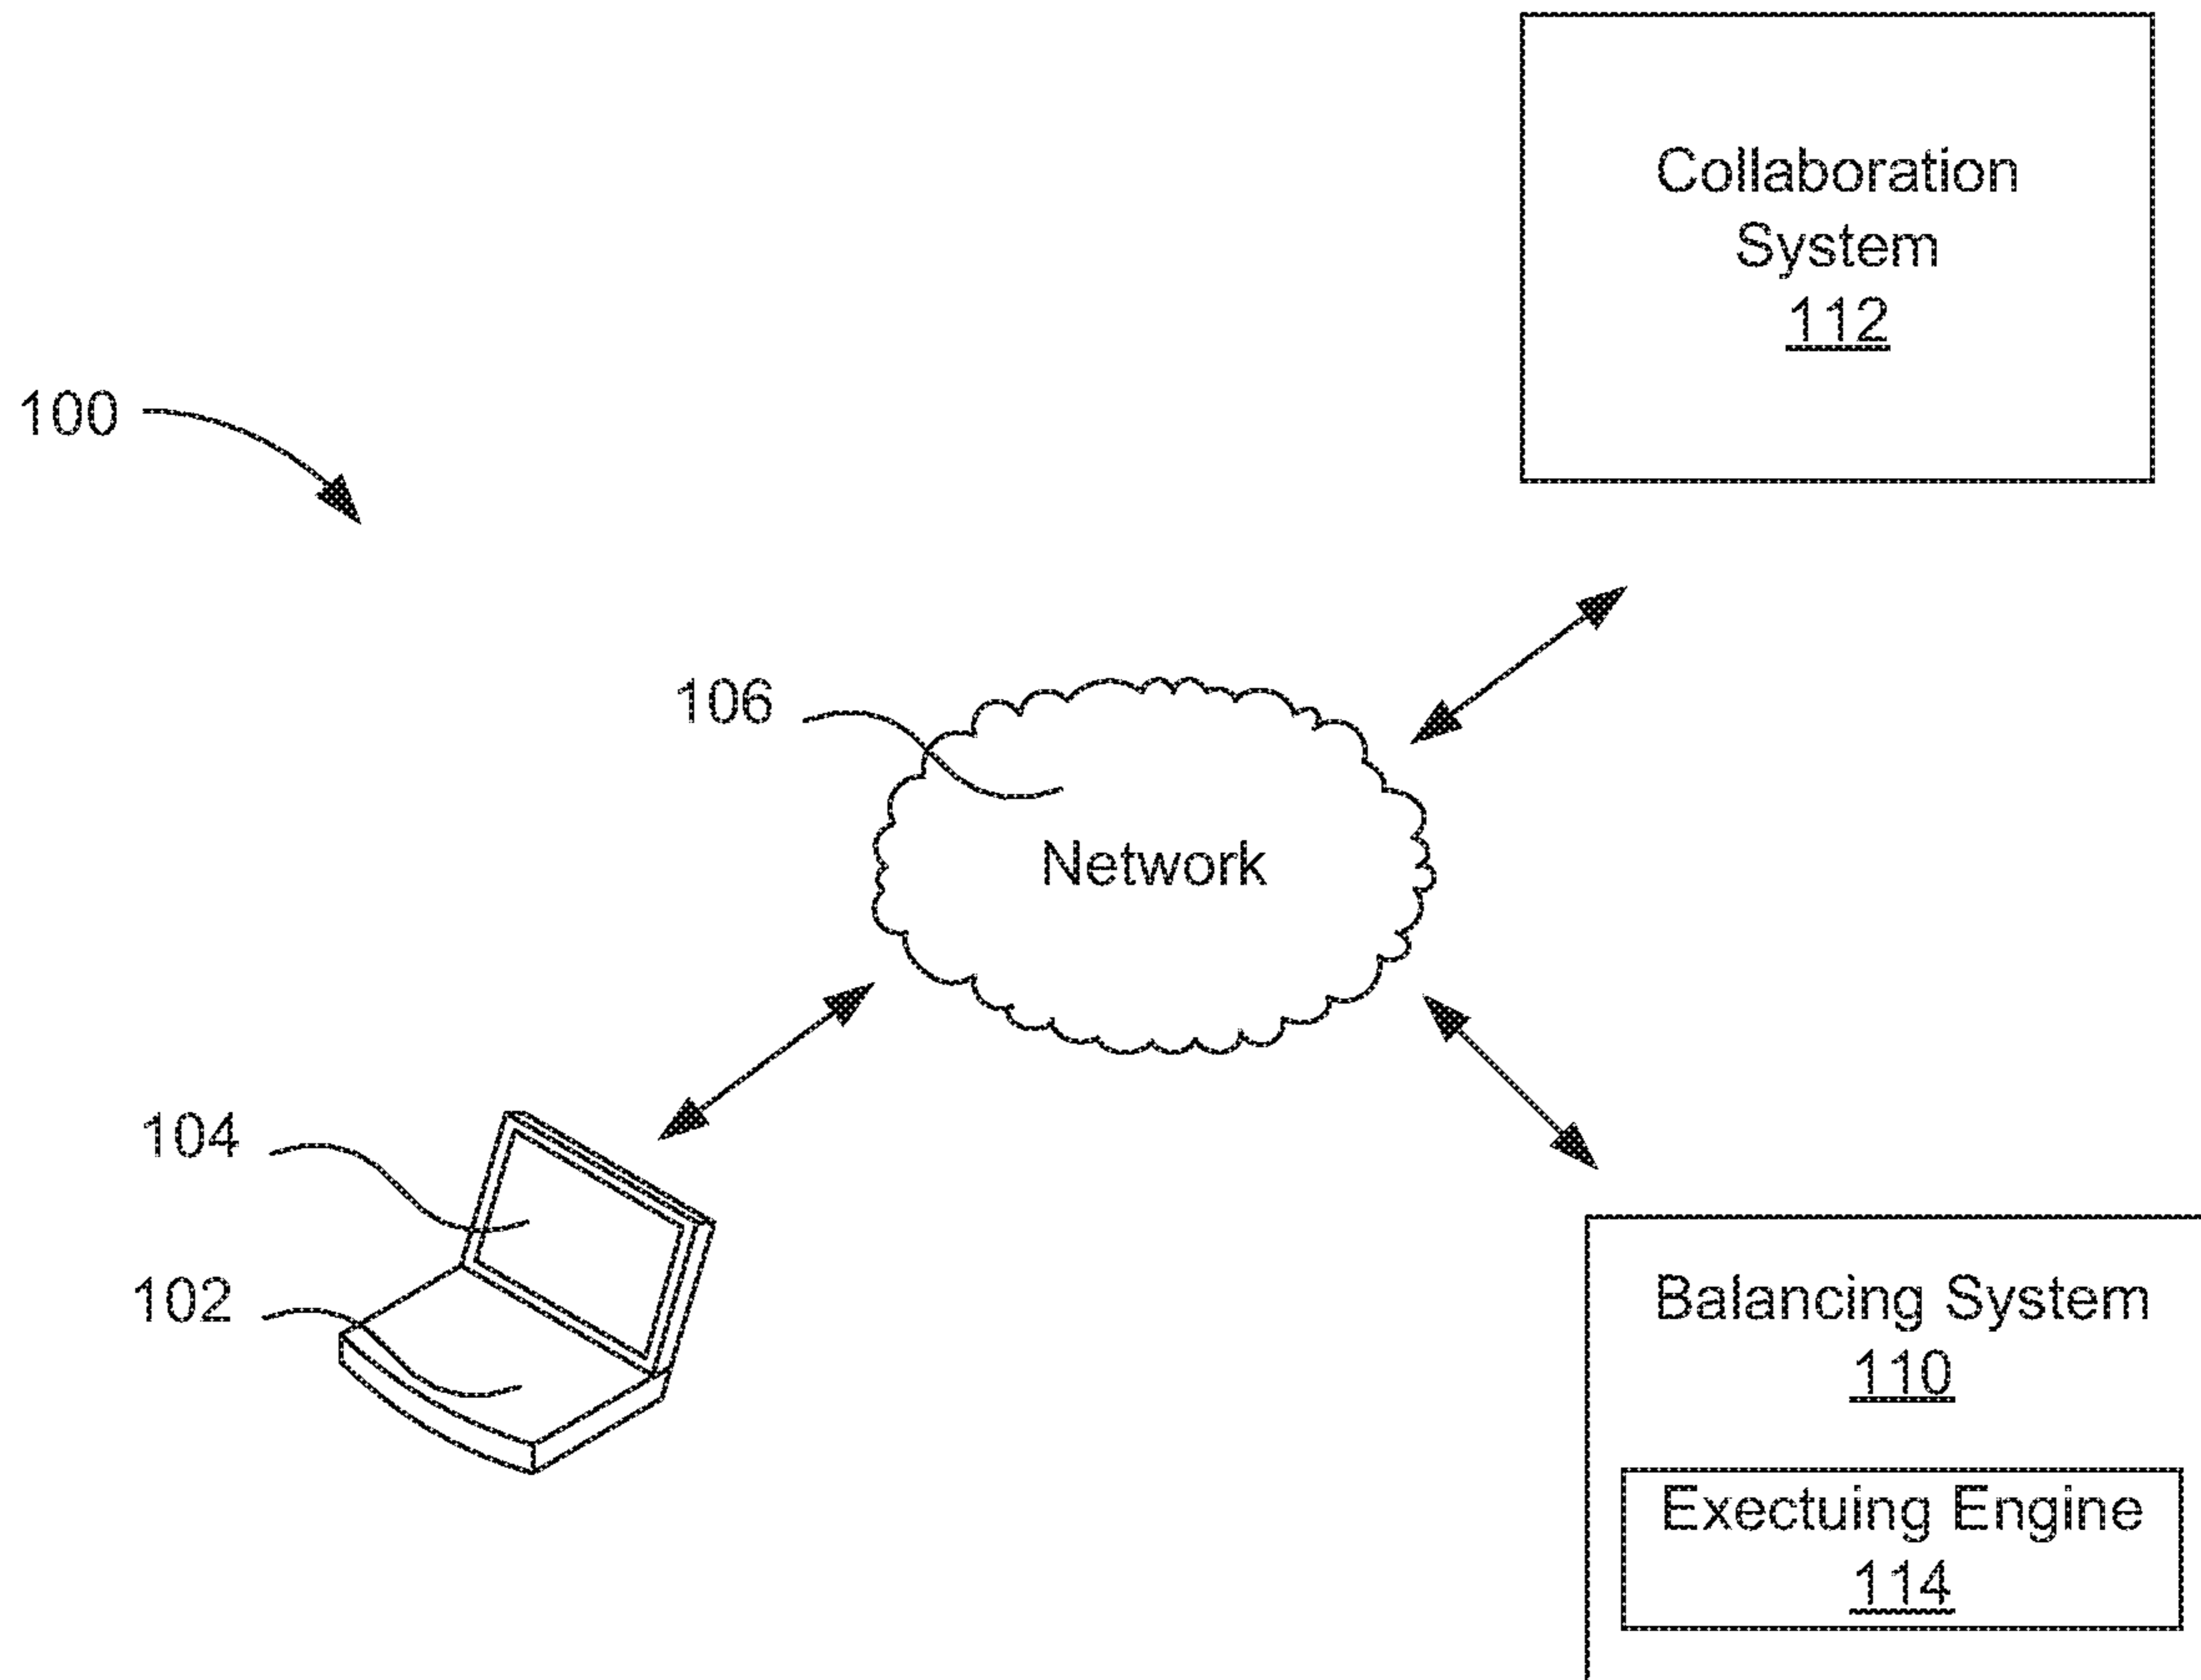 Collaboration
System
112
100
106
Network
104
102
Balancing System
110
Exectuing Engine
114